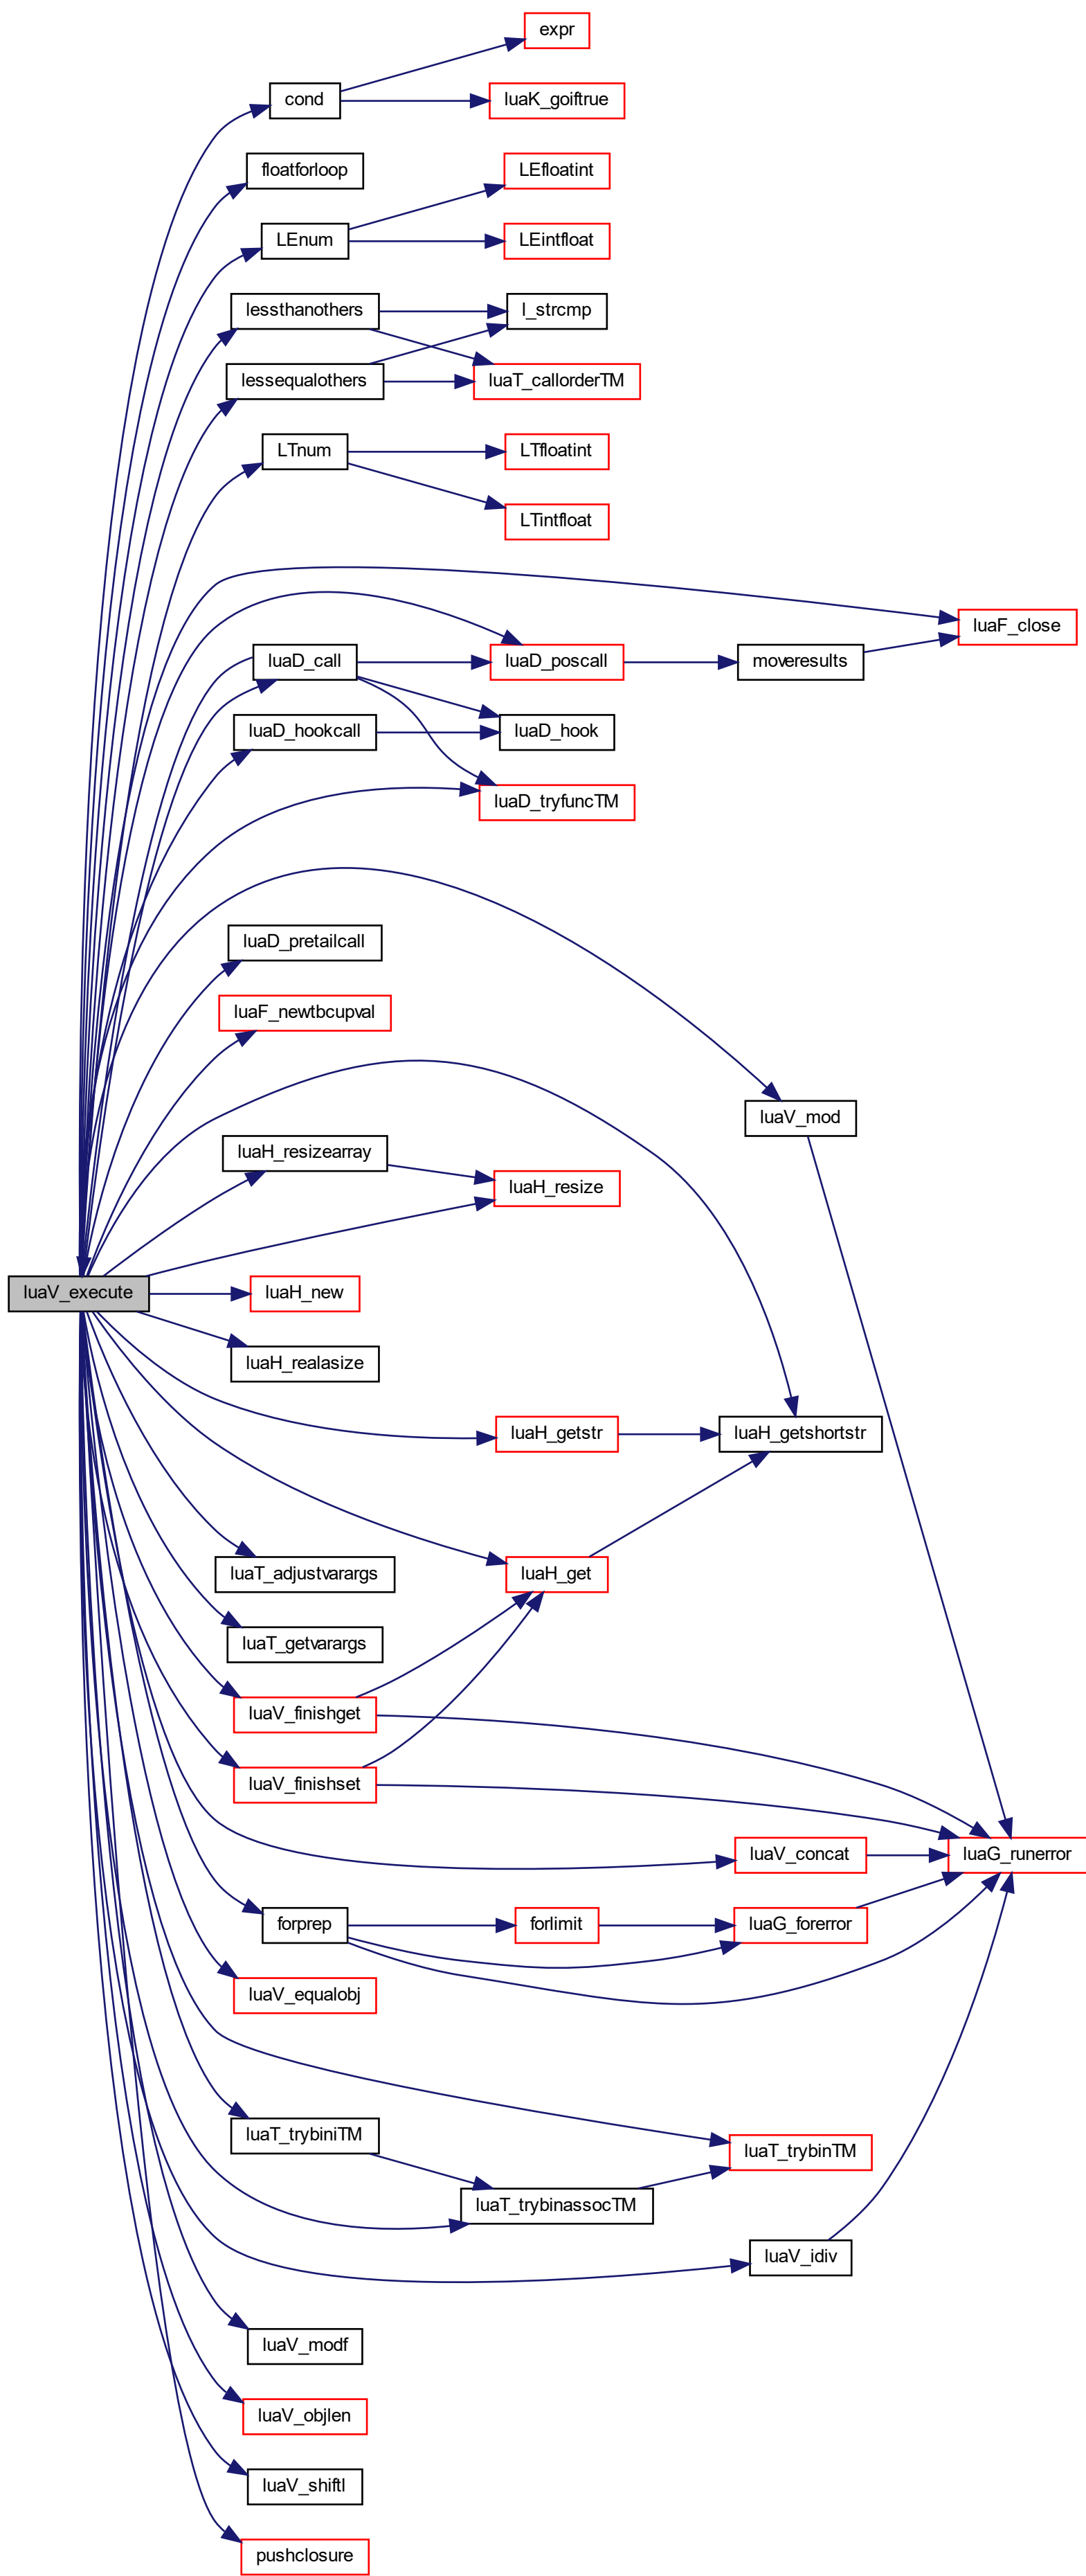 expr
cond
luaK_goiftrue
floatforloop
LEfloatint
LEnum
LEintfloat
lessthanothers
l_strcmp
lessequalothers
luaT_callorderTM
LTnum
LTfloatint
LTintfloat
luaF_close
luaD_call
luaD_poscall
moveresults
luaD_hookcall
luaD_hook
luaD_tryfuncTM
luaD_pretailcall
luaF_newtbcupval
luaV_mod
luaH_resizearray
luaH_resize
luaV_execute
luaH_new
luaH_realasize
luaH_getstr
luaH_getshortstr
luaT_adjustvarargs
luaH_get
luaT_getvarargs
luaV_finishget
luaV_finishset
luaV_concat
luaG_runerror
forprep
forlimit
luaG_forerror
luaV_equalobj
luaT_trybiniTM
luaT_trybinTM
luaT_trybinassocTM
luaV_idiv
luaV_modf
luaV_objlen
luaV_shiftl
pushclosure